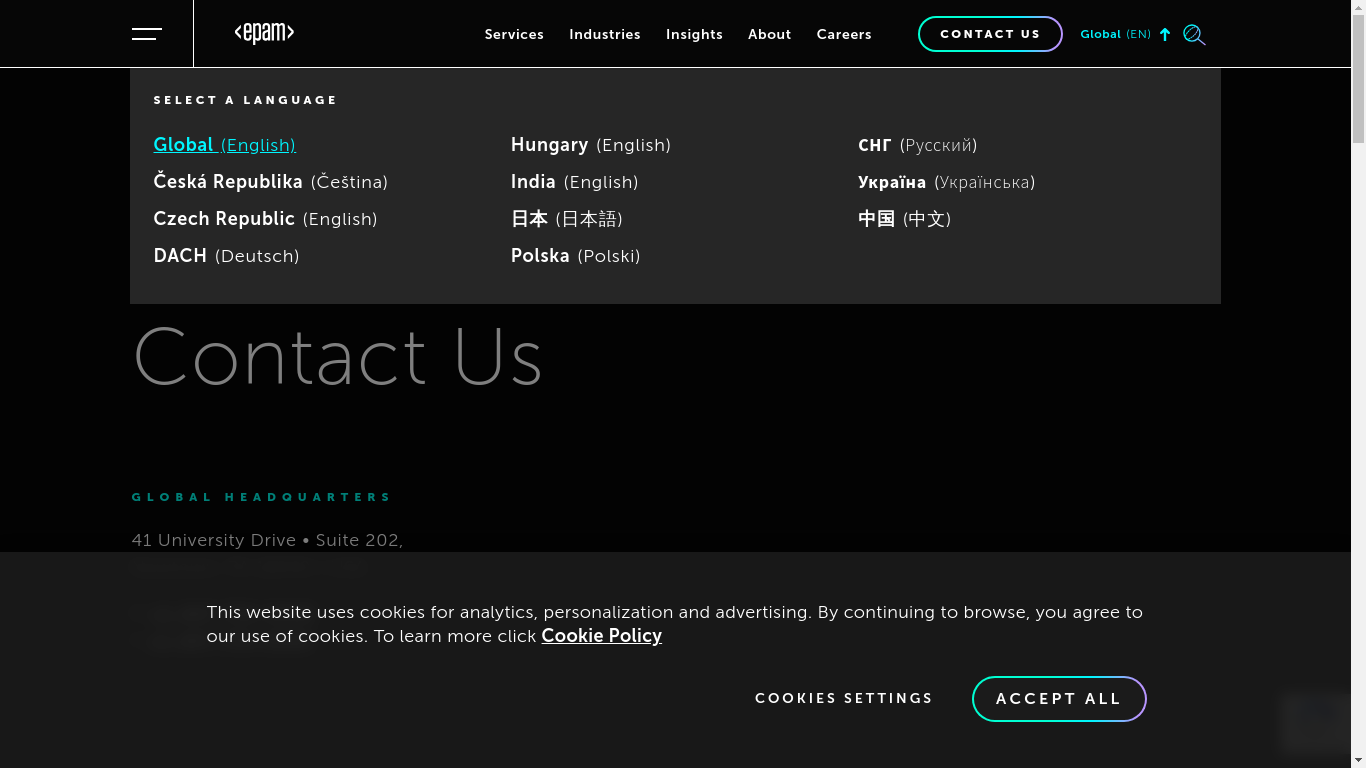 <epam>
Services Industries Insights About Careers CONTACT US Global (EN)
SELECT A LANGUAGE
Global (English)
Česká Republika (Čeština)
Czech Republic (English)
DACH (Deutsch)
Hungary (English)
India (English)
日本 (日本語)
Polska (Polski)
СНГ (Русский)
Україна (Українська)
中国 (中文)
Contact Us
GLOBAL HEADQUARTERS
41 University Drive • Suite 202,
This website uses cookies for analytics, personalization and advertising. By continuing to browse, you agree to
our use of cookies. To learn more click Cookie Policy
COOKIES SETTINGS ACCEPT ALL